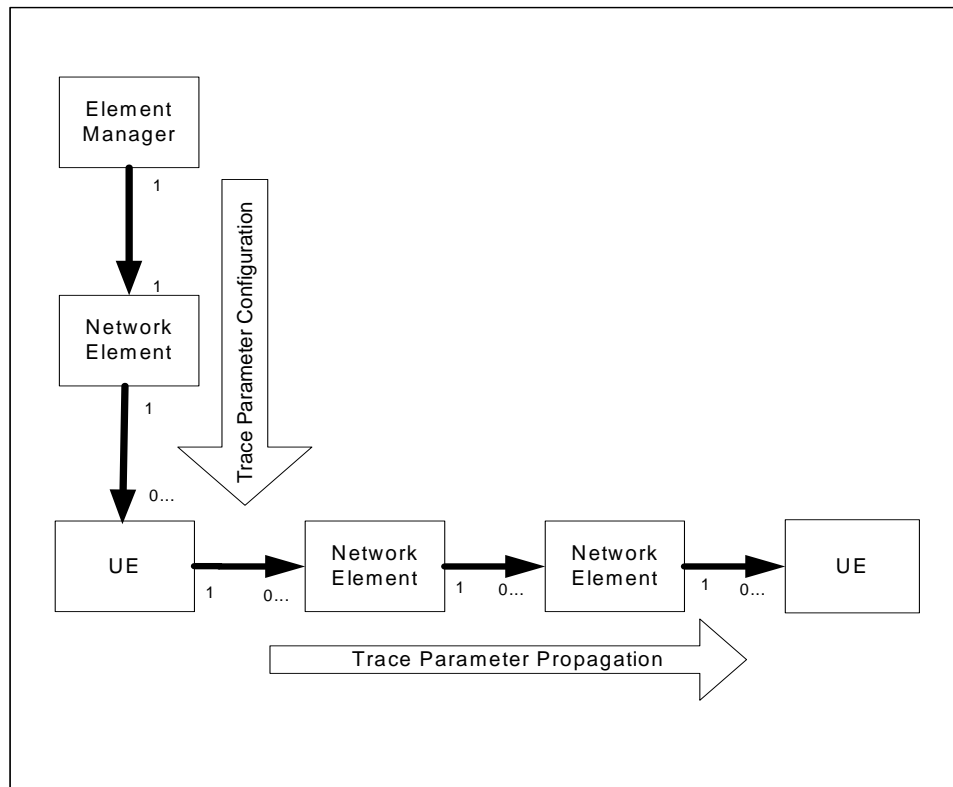 Element
Manager
1
Trace Parameter Configuration
1
Network
Element
1
0...
UE
1
0...
Network
Element
1
0...
Network
Element
1
0...
UE
Trace Parameter Propagation